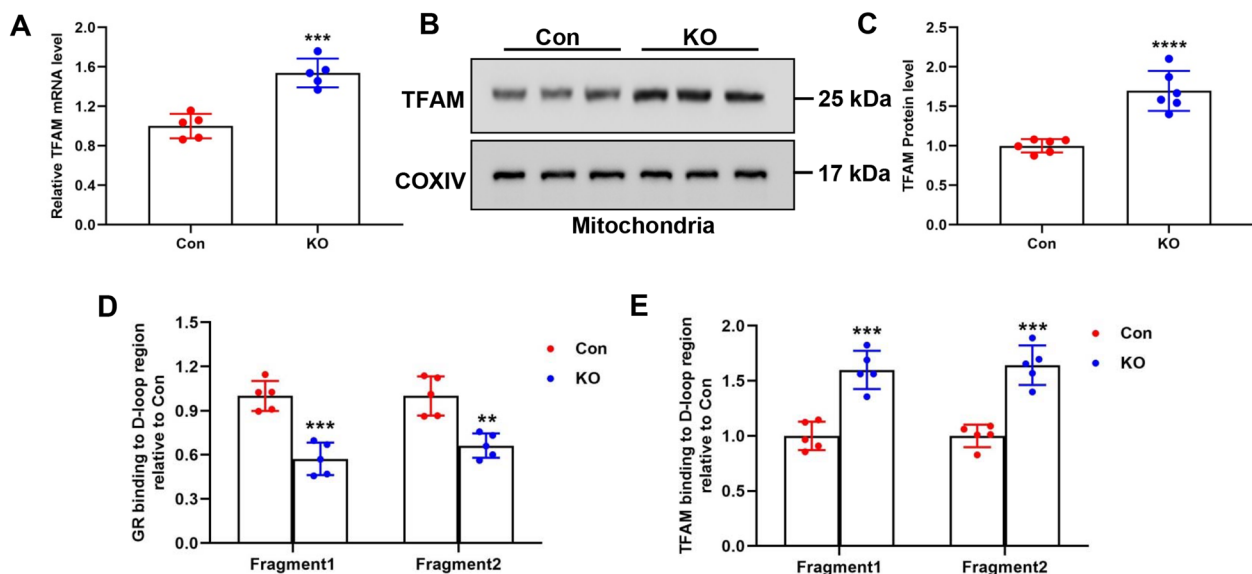 A
Relative TFAM mRNA level
2.0
1.6
1.2
0.8
0.4
0.0
***
Con
KO
B
Con
KO
TFAM
25 kDa
COXIV
17 kDa
Mitochondria
C
TFAM Protein level
2.5
2.0
1.5
1.0
0.5
0.0
****
Con
KO
D
GR binding to D-loop region
relative to Con
1.5
1.2
0.9
0.6
0.3
0.0
***
**
Con
KO
Fragment1
Fragment2
E
TFAM binding to D-loop region
relative to Con
2.0
1.5
1.0
0.5
0.0
***
***
Con
KO
Fragment1
Fragment2